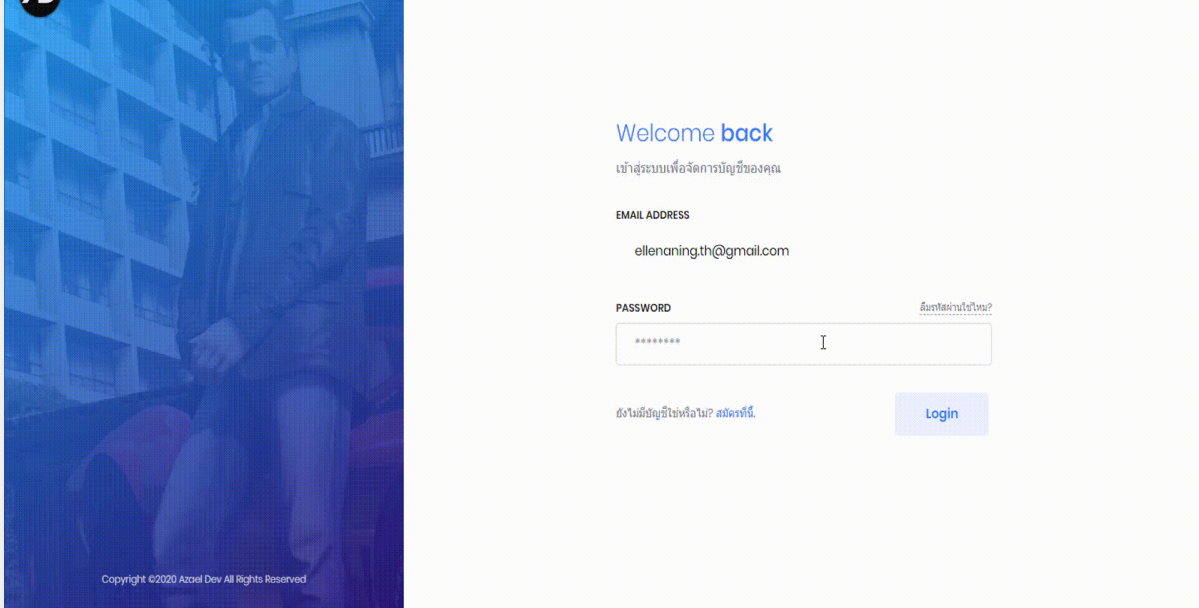 Welcome back
เข้าสู่ระบบเพื่อจัดการบัญชีของคุณ
EMAIL ADDRESS
ellenaning.th@gmail.com
PASSWORD
ลืมรหัสผ่านใช่ไหม?
********
ยังไม่มีบัญชีใช่หรือไม่? สมัครที่นี่.
Login
Copyright ©2020 Azael Dev All Rights Reserved